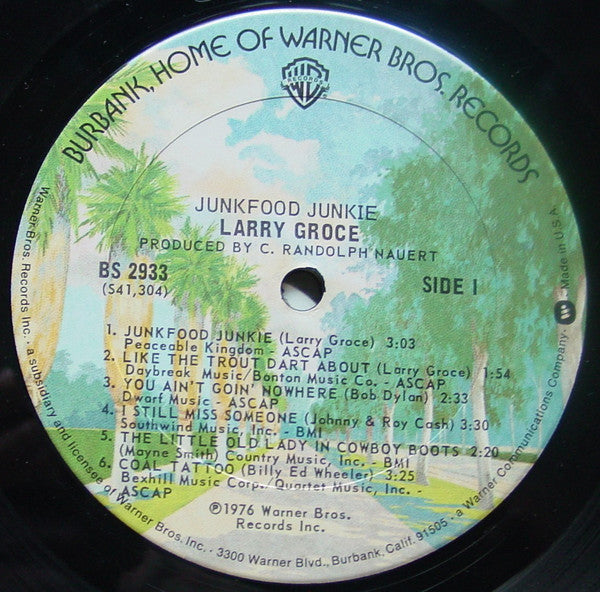 BURBANK, HOME OF WARNER BROS. RECORDS
RECORDS
JUNKFOOD JUNKIE
LARRY GROCE
PRODUCED BY C. RANDOLPH NAUERT
BS 2933
(S41,304)
SIDE 1
1. JUNKFOOD JUNKIE (Larry Groce) 3:03
Peaceable Kingdom - ASCAP
2. LIKE THE TROUT DART ABOUT (Larry Groce) 1:54
Daybreak Music/Bonton Music Co. - ASCAP
3. YOU AIN'T GOIN' NOWHERE (Bob Dylan) 2:33
Dwarf Music - ASCAP
4. I STILL MISS SOMEONE (Johnny & Roy Cash) 3:30
Southwind Music, Inc. - BMI
5. THE LITTLE OLD LADY IN COWBOY BOOTS 2:20
(Mayne Smith) Country Music, Inc. - BMI
6. COAL TATTOO (Billy Ed Wheeler) 3:25
Bexhill Music Corp./Quartet Music, Inc. -
ASCAP
℗1976 Warner Bros.
Records Inc.
Warner Bros. Records Inc. · a subsidiary and licensee of Warner Bros. Inc. · 3300 Warner Blvd., Burbank, Calif. 91505 · a Warner Communications Company · Made in U.S.A.